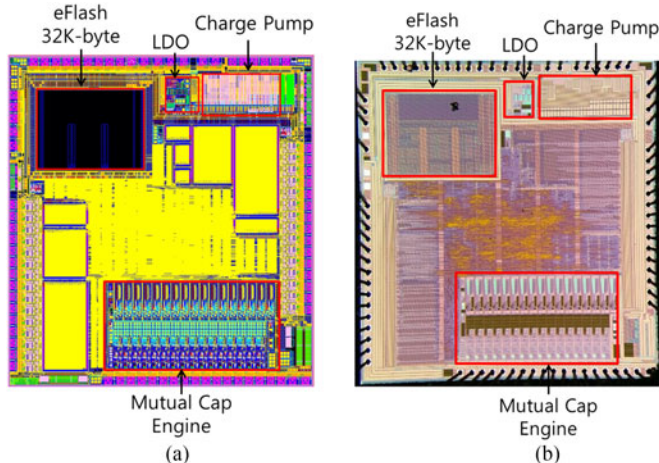 eFlash
32K-byte
LDO
Charge Pump
Mutual Cap
Engine
(a)
eFlash
32K-byte
LDO
Charge Pump
Mutual Cap
Engine
(b)